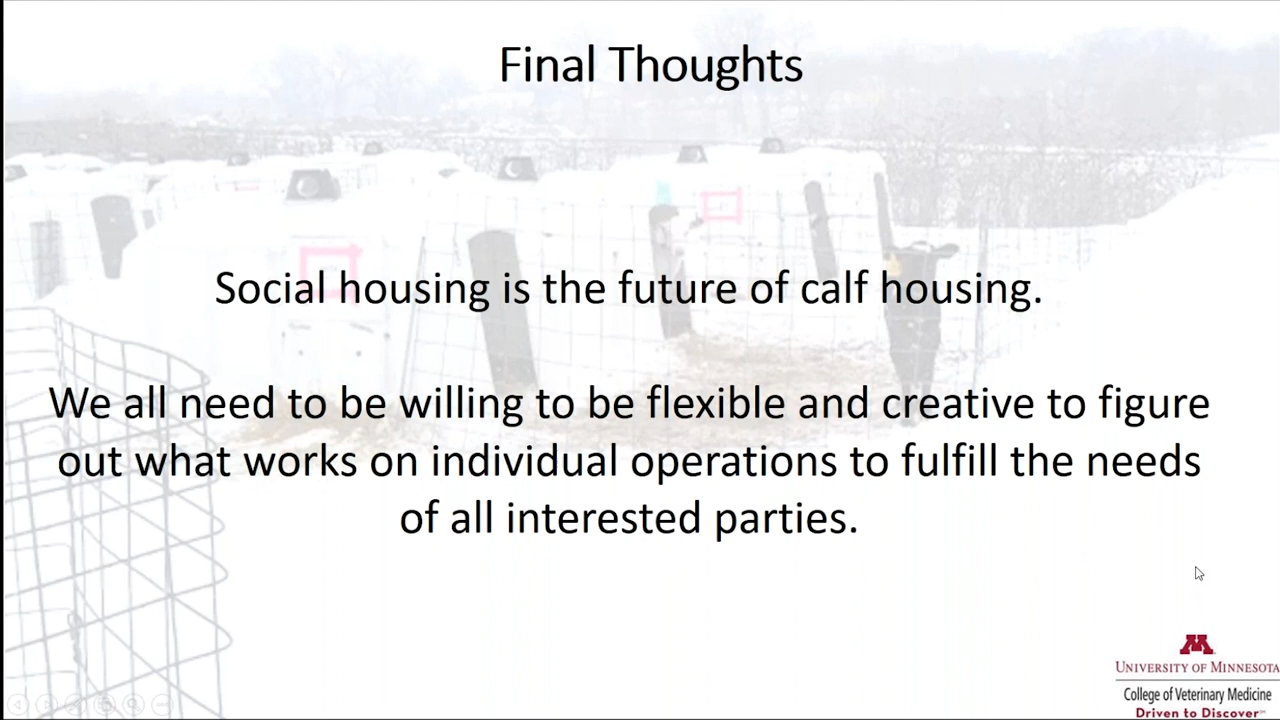 Final Thoughts
Social housing is the future of calf housing.
We all need to be willing to be flexible and creative to figure
out what works on individual operations to fulfill the needs
of all interested parties.
M
UNIVERSITY OF MINNESOTA
College of Veterinary Medicine
Driven to Discover℠